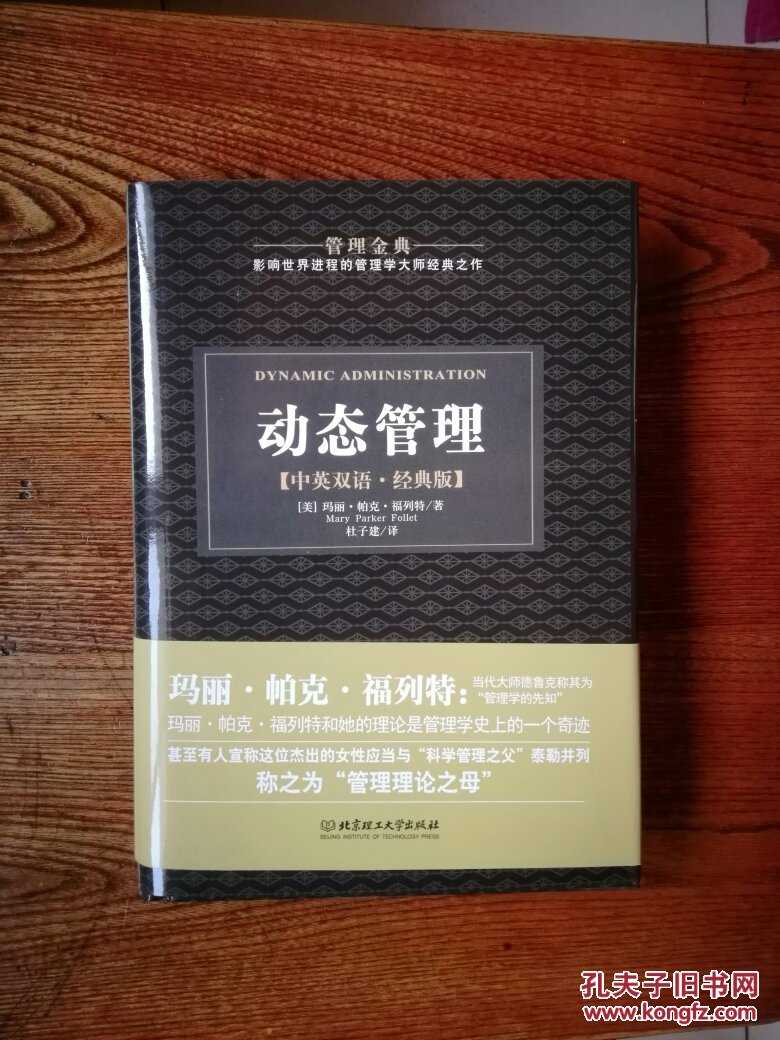 管理金典
影响世界进程的管理学大师经典之作
DYNAMIC ADMINISTRATION
动态管理
【中英双语·经典版】
[美] 玛丽·帕克·福列特/著
Mary Parker Follet
杜子建/译
玛丽·帕克·福列特:
当代大师德鲁克称其为
“管理学的先知”
玛丽·帕克·福列特和她的理论是管理学史上的一个奇迹
甚至有人宣称这位杰出的女性应当与“科学管理之父”泰勒并列
称之为“管理理论之母”
北京理工大学出版社
BEIJING INSTITUTE OF TECHNOLOGY PRESS
孔夫子旧书网
www.kongfz.com